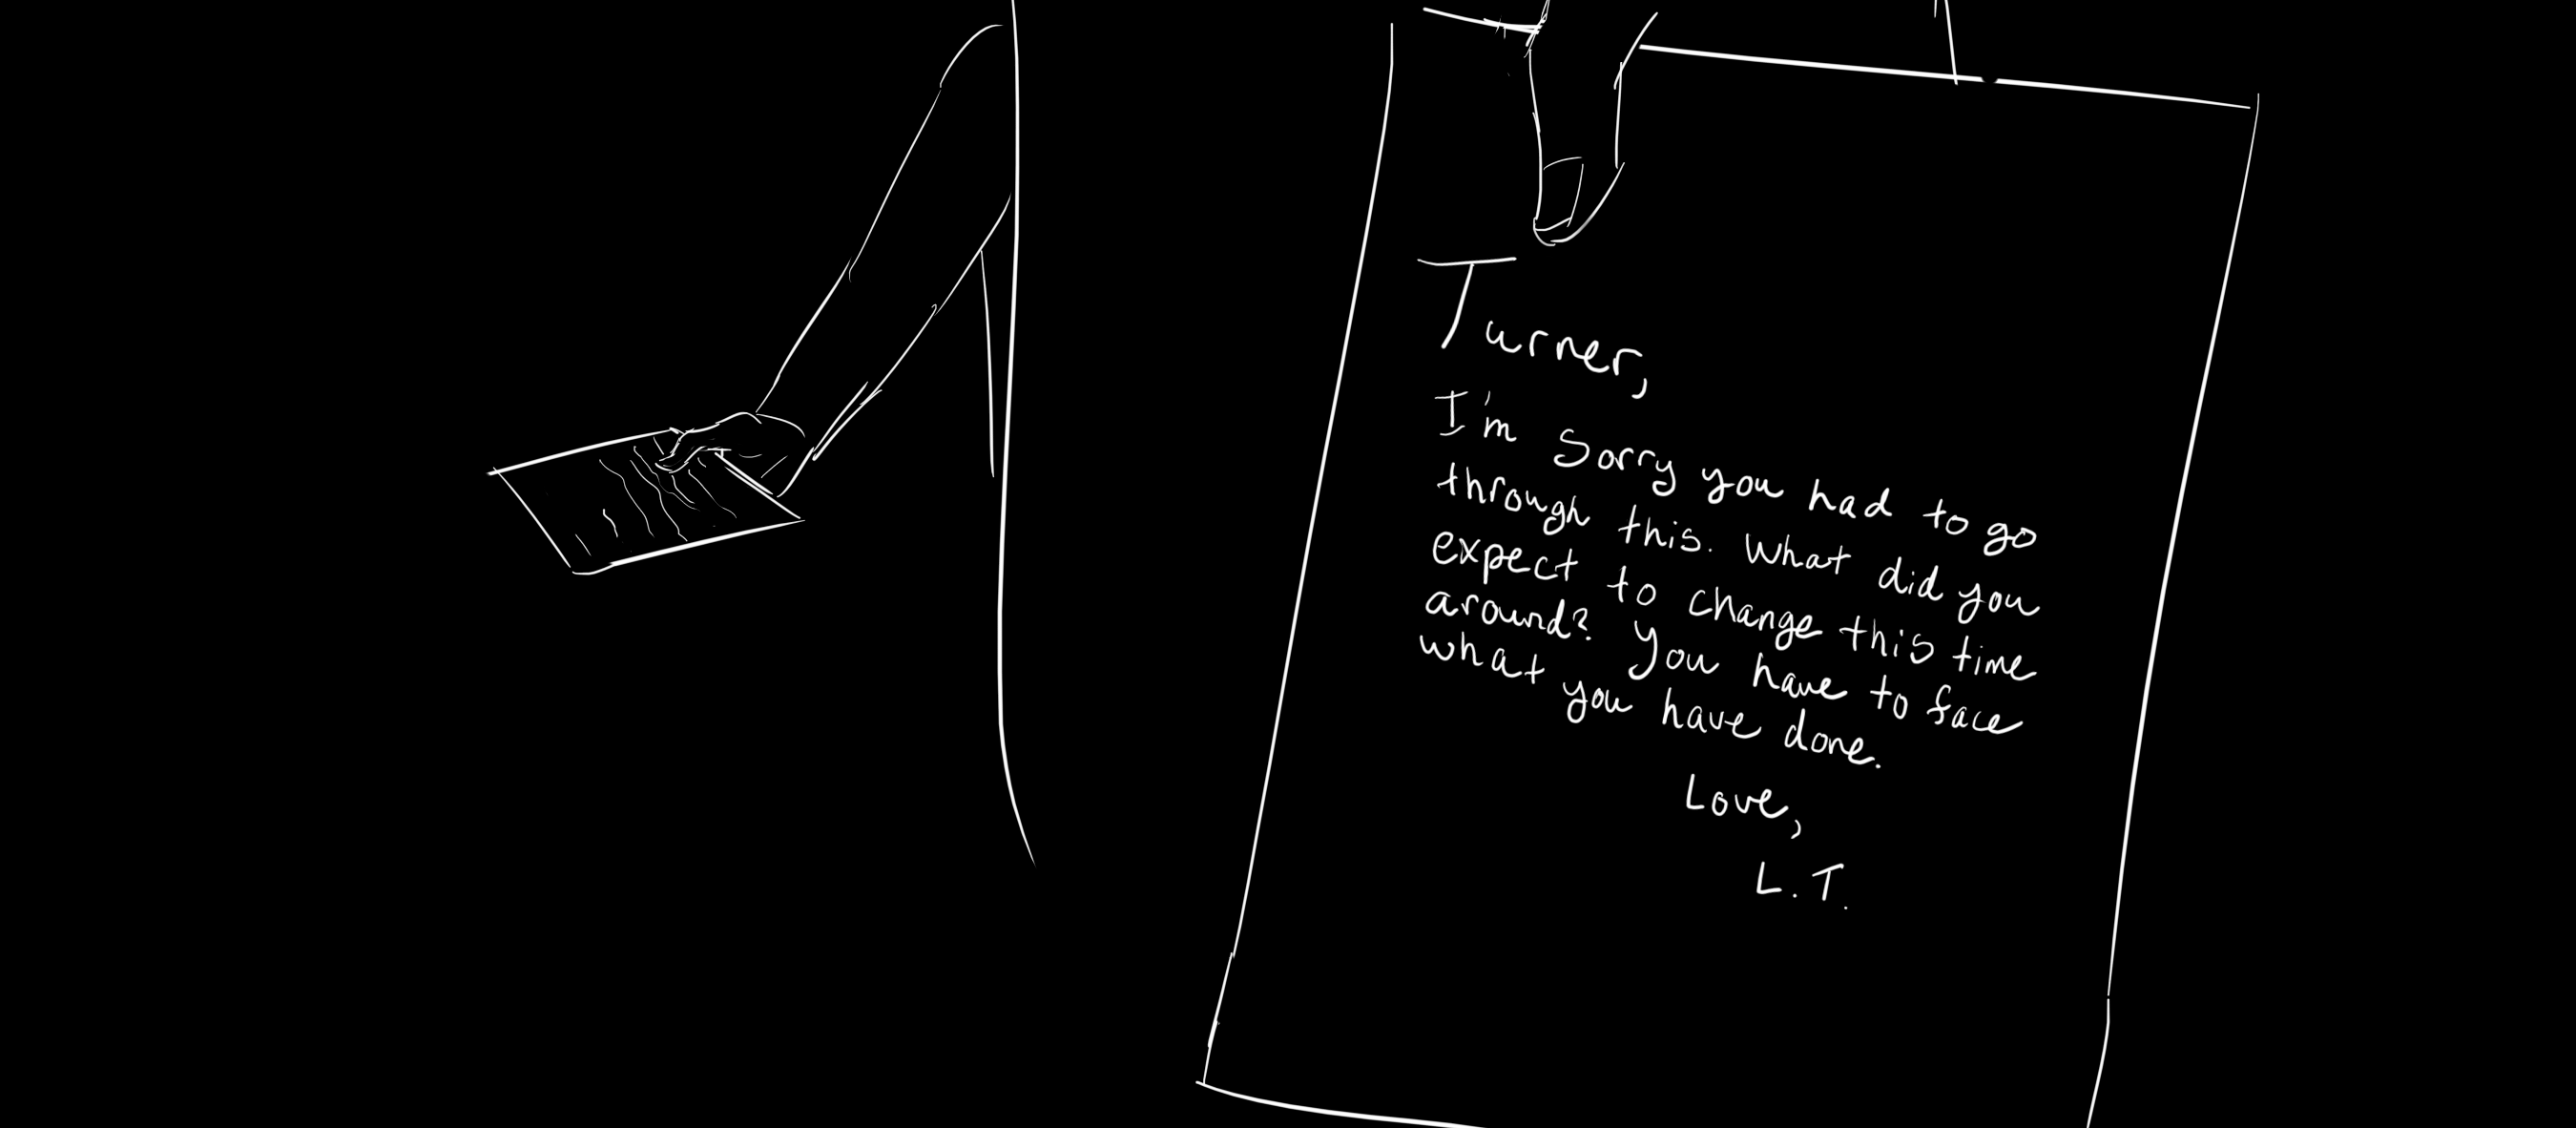 Turner,
I'm sorry you had to go
through this. What did you
expect to change this time
around? You have to face
what you have done.
Love,
L.T.